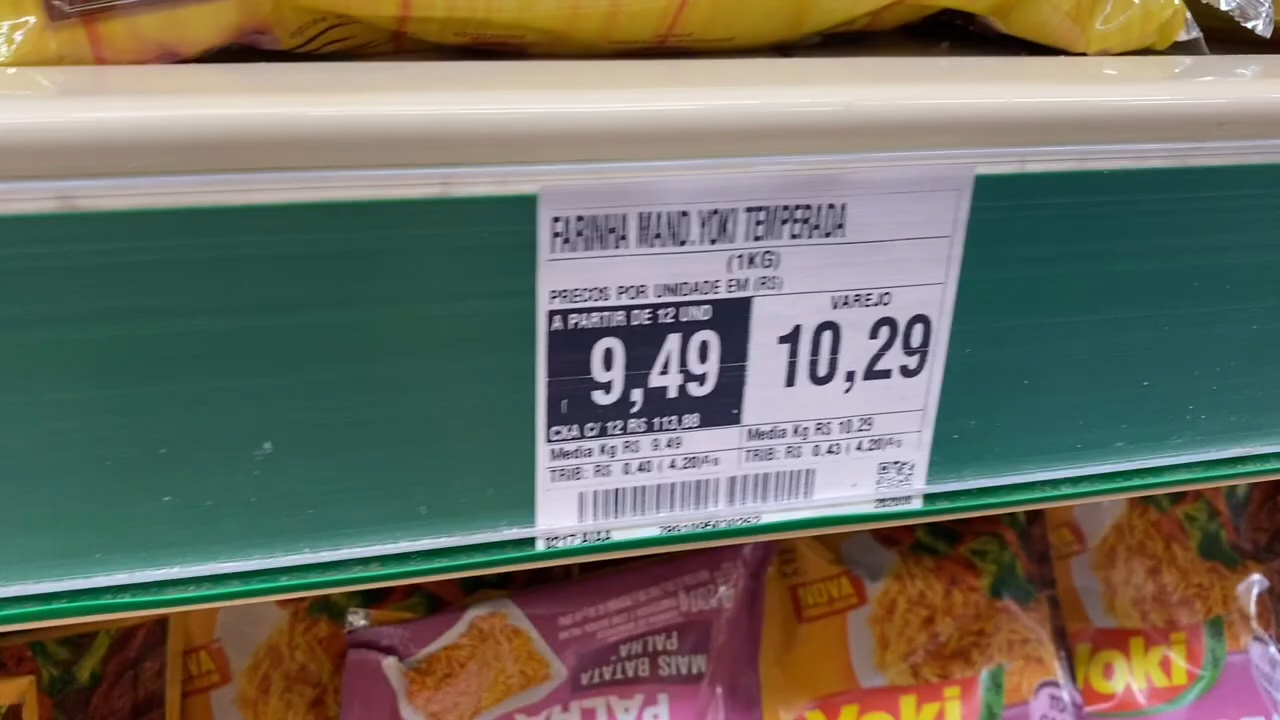 FARINHA MAND.YOKI TEMPERADA
(1KG)
PRECOS POR UNIDADE EM (R$)
A PARTIR DE 12 UND
9,49
CXA C/ 12 R$ 113,88
Media Kg R$ 9.49
TRIB: R$ 0.40 ( 4.20)%
VAREJO
10,29
Media Kg R$ 10.29
TRIB: R$ 0.43 ( 4.20)%
NOVA
MAIS BATATA
PALHA
PALHA
Yoki
Yoki